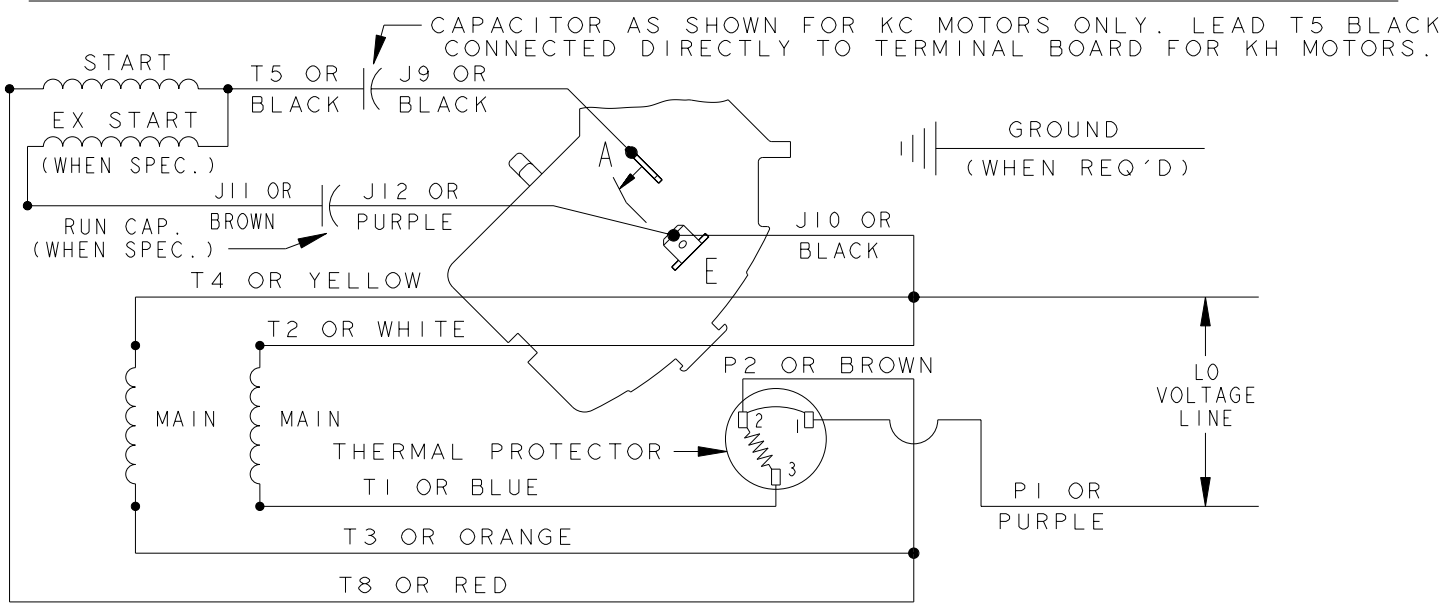 CAPACITOR AS SHOWN FOR KC MOTORS ONLY. LEAD T5 BLACK
CONNECTED DIRECTLY TO TERMINAL BOARD FOR KH MOTORS.
START
T5 OR
BLACK
J9 OR
BLACK
EX START
(WHEN SPEC.)
A
GROUND
(WHEN REQ'D)
J11 OR
BROWN
J12 OR
PURPLE
RUN CAP.
(WHEN SPEC.)
J10 OR
BLACK
E
T4 OR YELLOW
T2 OR WHITE
P2 OR BROWN
LO
VOLTAGE
LINE
MAIN
MAIN
2
1
3
THERMAL PROTECTOR
T1 OR BLUE
P1 OR
PURPLE
T3 OR ORANGE
T8 OR RED